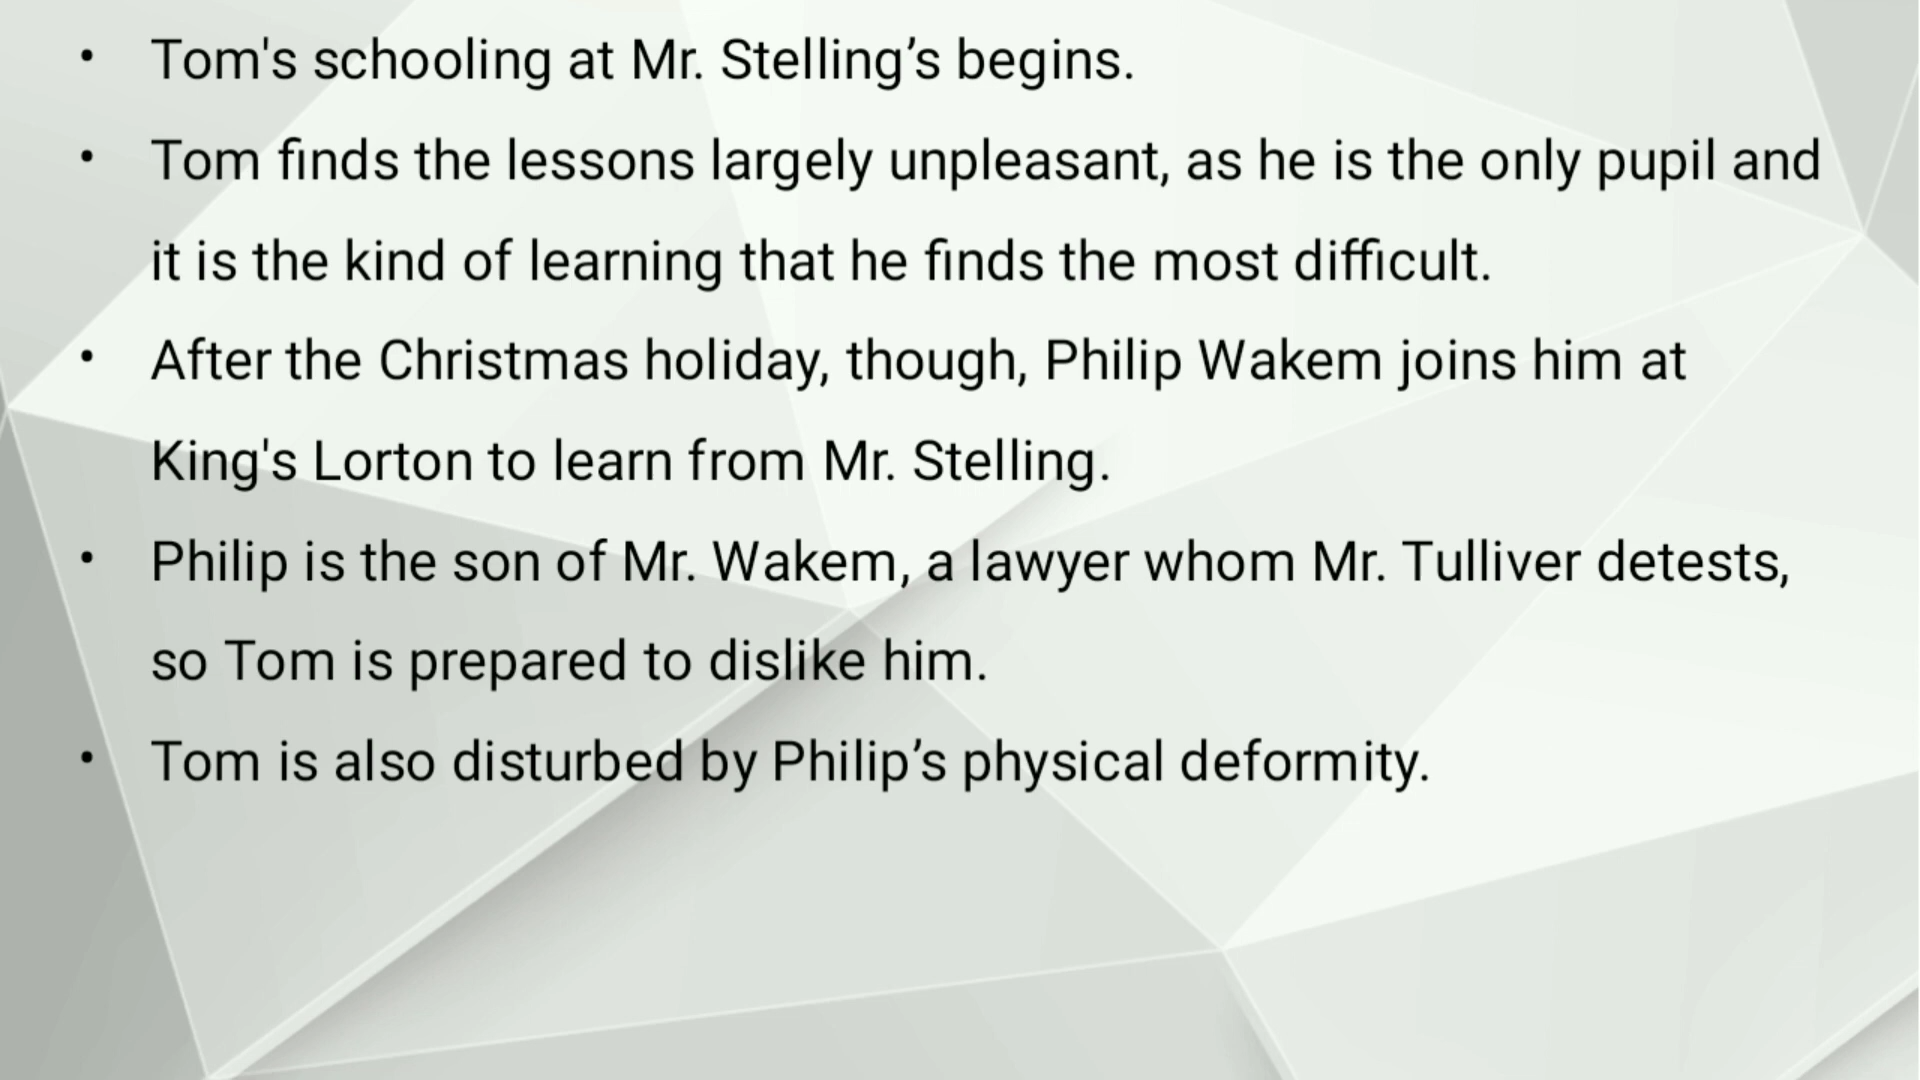 • Tom's schooling at Mr. Stelling’s begins.
• Tom finds the lessons largely unpleasant, as he is the only pupil and
it is the kind of learning that he finds the most difficult.
• After the Christmas holiday, though, Philip Wakem joins him at
King's Lorton to learn from Mr. Stelling.
• Philip is the son of Mr. Wakem, a lawyer whom Mr. Tulliver detests,
so Tom is prepared to dislike him.
• Tom is also disturbed by Philip’s physical deformity.